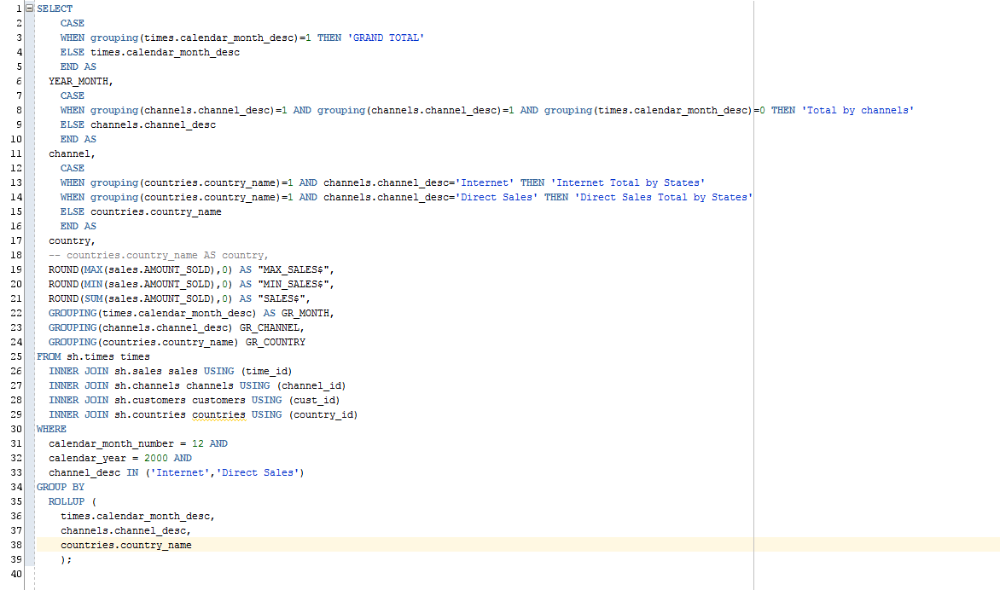 1 SELECT
2 CASE
3 WHEN grouping(times.calendar_month_desc)=1 THEN 'GRAND TOTAL'
4 ELSE times.calendar_month_desc
5 END AS
6 YEAR_MONTH,
7 CASE
8 WHEN grouping(channels.channel_desc)=1 AND grouping(channels.channel_desc)=1 AND grouping(times.calendar_month_desc)=0 THEN 'Total by channels'
9 ELSE channels.channel_desc
10 END AS
11 channel,
12 CASE
13 WHEN grouping(countries.country_name)=1 AND channels.channel_desc='Internet' THEN 'Internet Total by States'
14 WHEN grouping(countries.country_name)=1 AND channels.channel_desc='Direct Sales' THEN 'Direct Sales Total by States'
15 ELSE countries.country_name
16 END AS
17 country,
18 -- countries.country_name AS country,
19 ROUND(MAX(sales.AMOUNT_SOLD),0) AS "MAX_SALES$",
20 ROUND(MIN(sales.AMOUNT_SOLD),0) AS "MIN_SALES$",
21 ROUND(SUM(sales.AMOUNT_SOLD),0) AS "SALES$",
22 GROUPING(times.calendar_month_desc) AS GR_MONTH,
23 GROUPING(channels.channel_desc) GR_CHANNEL,
24 GROUPING(countries.country_name) GR_COUNTRY
25 FROM sh.times times
26 INNER JOIN sh.sales sales USING (time_id)
27 INNER JOIN sh.channels channels USING (channel_id)
28 INNER JOIN sh.customers customers USING (cust_id)
29 INNER JOIN sh.countries countries USING (country_id)
30 WHERE
31 calendar_month_number = 12 AND
32 calendar_year = 2000 AND
33 channel_desc IN ('Internet','Direct Sales')
34 GROUP BY
35 ROLLUP (
36 times.calendar_month_desc,
37 channels.channel_desc,
38 countries.country_name
39 );
40